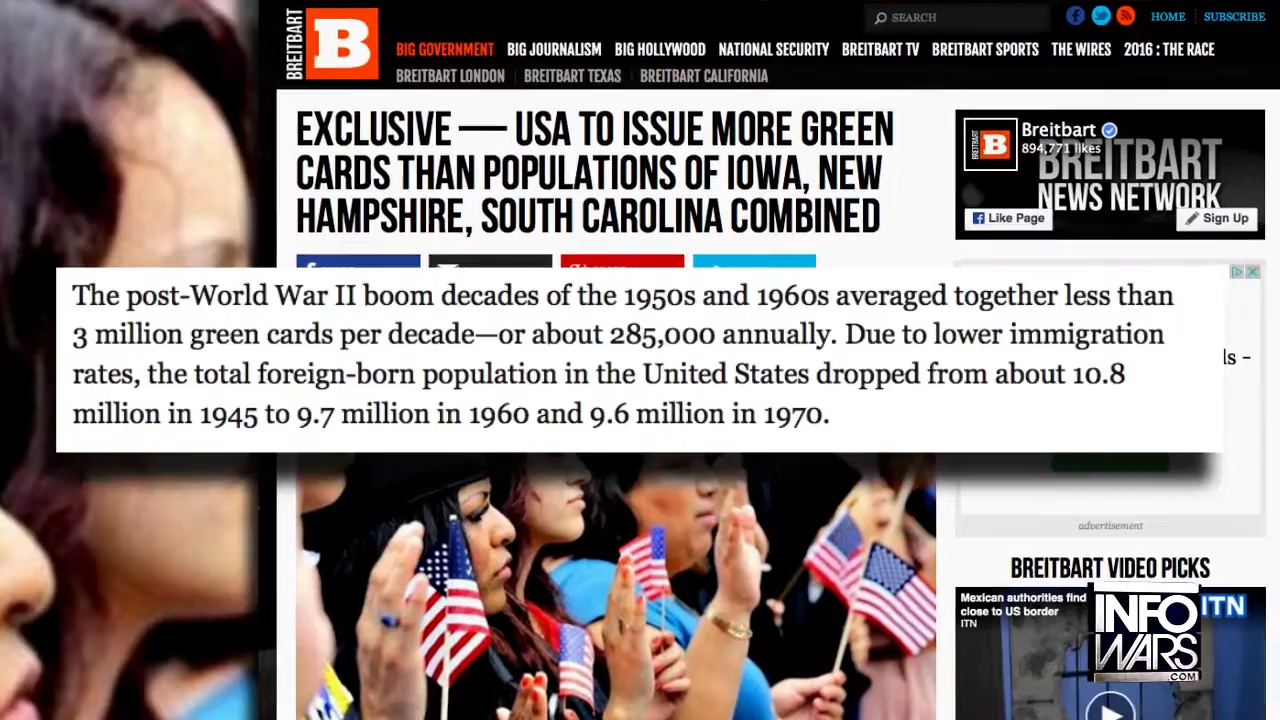 BREITBART
B
SEARCH
HOME
SUBSCRIBE
BIG GOVERNMENT BIG JOURNALISM BIG HOLLYWOOD NATIONAL SECURITY BREITBART TV BREITBART SPORTS THE WIRES 2016 : THE RACE
BREITBART LONDON BREITBART TEXAS BREITBART CALIFORNIA
EXCLUSIVE — USA TO ISSUE MORE GREEN
CARDS THAN POPULATIONS OF IOWA, NEW
HAMPSHIRE, SOUTH CAROLINA COMBINED
BREITBART
B
Breitbart
894,771 likes
BREITBART
NEWS NETWORK
Like Page
Sign Up
The post-World War II boom decades of the 1950s and 1960s averaged together less than
3 million green cards per decade—or about 285,000 annually. Due to lower immigration
rates, the total foreign-born population in the United States dropped from about 10.8
million in 1945 to 9.7 million in 1960 and 9.6 million in 1970.
advertisement
BREITBART VIDEO PICKS
Mexican authorities find
close to US border
ITN
ITN
INFO
WARS
.COM